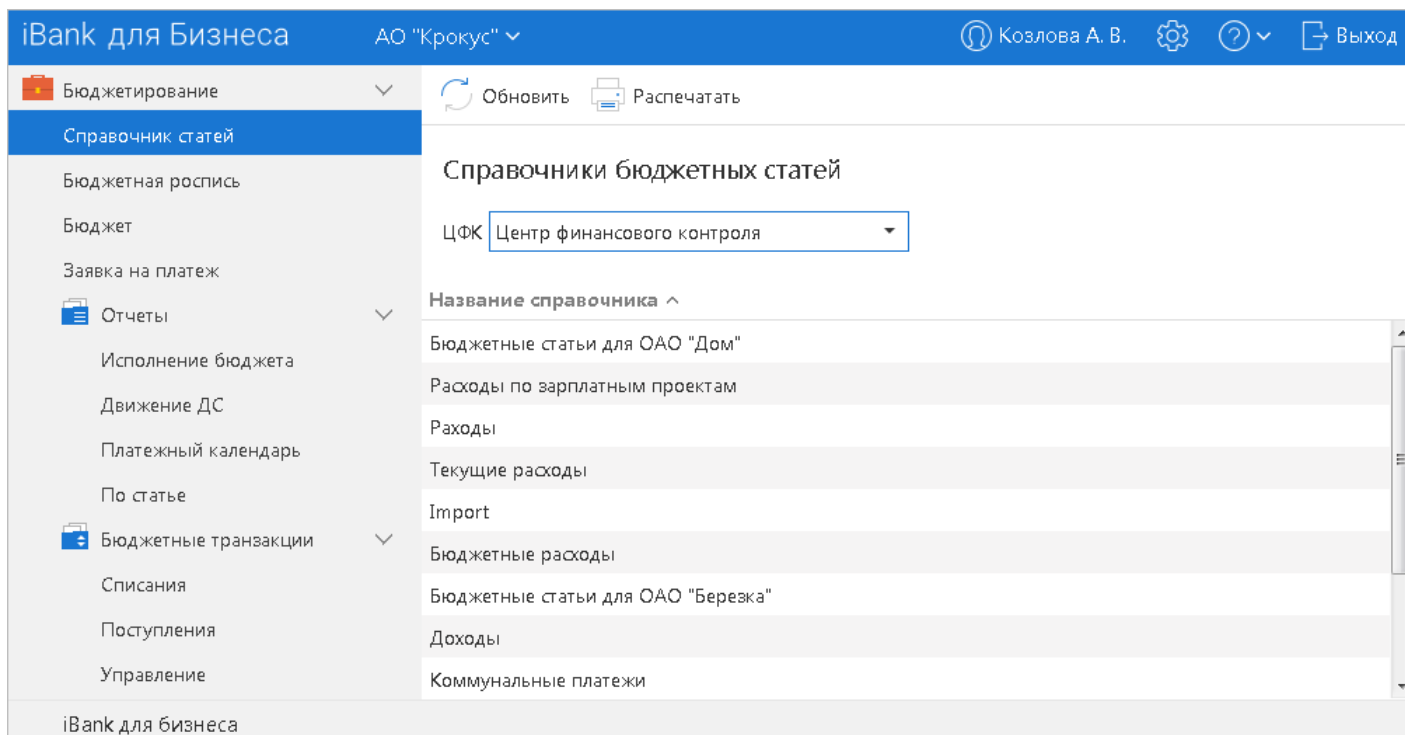 iBank для Бизнеса АО "Крокус" Козлова А. В. Выход
Бюджетирование
Обновить Распечатать
Справочник статей
Справочники бюджетных статей
Бюджетная роспись
Бюджет
ЦФК Центр финансового контроля
Заявка на платеж
Название справочника
Отчеты
Бюджетные статьи для ОАО "Дом"
Исполнение бюджета
Расходы по зарплатным проектам
Движение ДС
Раходы
Платежный календарь
Текущие расходы
По статье
Import
Бюджетные транзакции
Бюджетные расходы
Списания
Бюджетные статьи для ОАО "Березка"
Поступления
Доходы
Управление
Коммунальные платежи
iBank для бизнеса